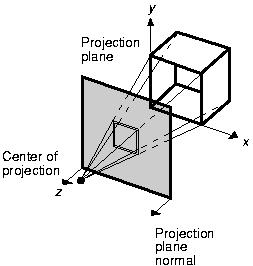 y
Projection
plane
x
Center of
projection
z
Projection
plane
normal